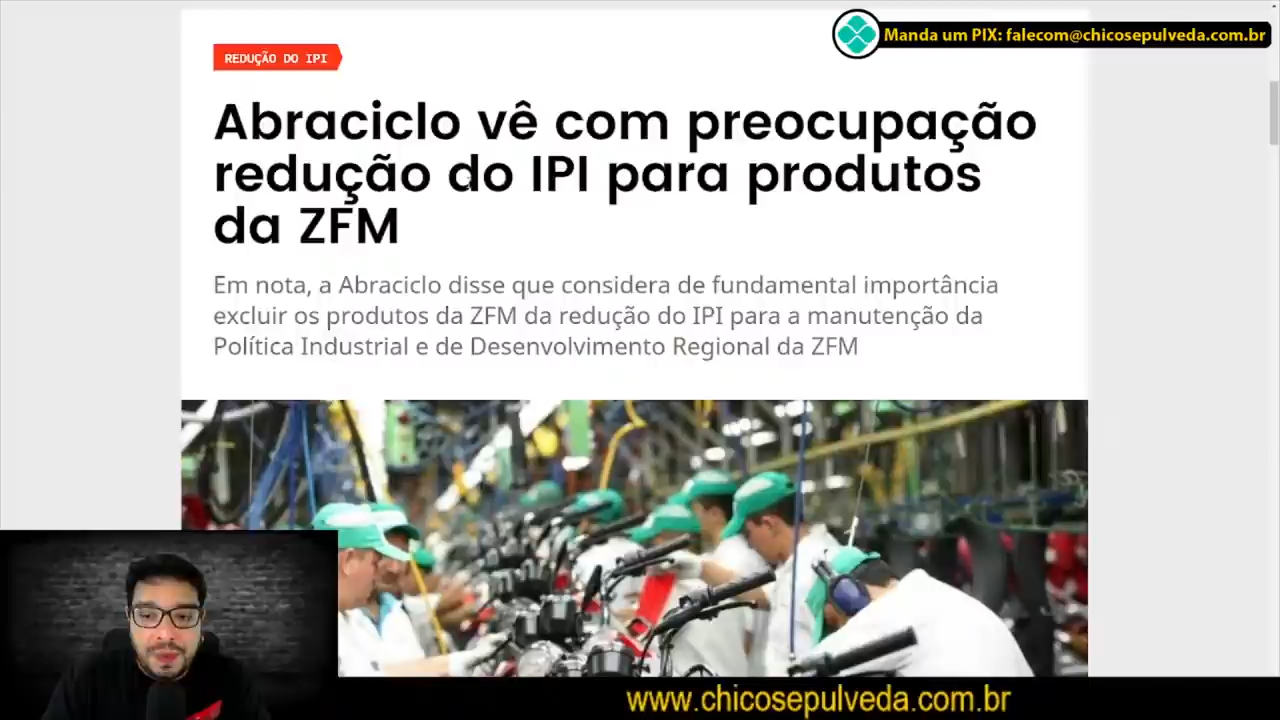 Manda um PIX: falecom@chicosepulveda.com.br
REDUÇÃO DO IPI
Abraciclo vê com preocupação
redução do IPI para produtos
da ZFM
Em nota, a Abraciclo disse que considera de fundamental importância
excluir os produtos da ZFM da redução do IPI para a manutenção da
Política Industrial e de Desenvolvimento Regional da ZFM
www.chicosepulveda.com.br